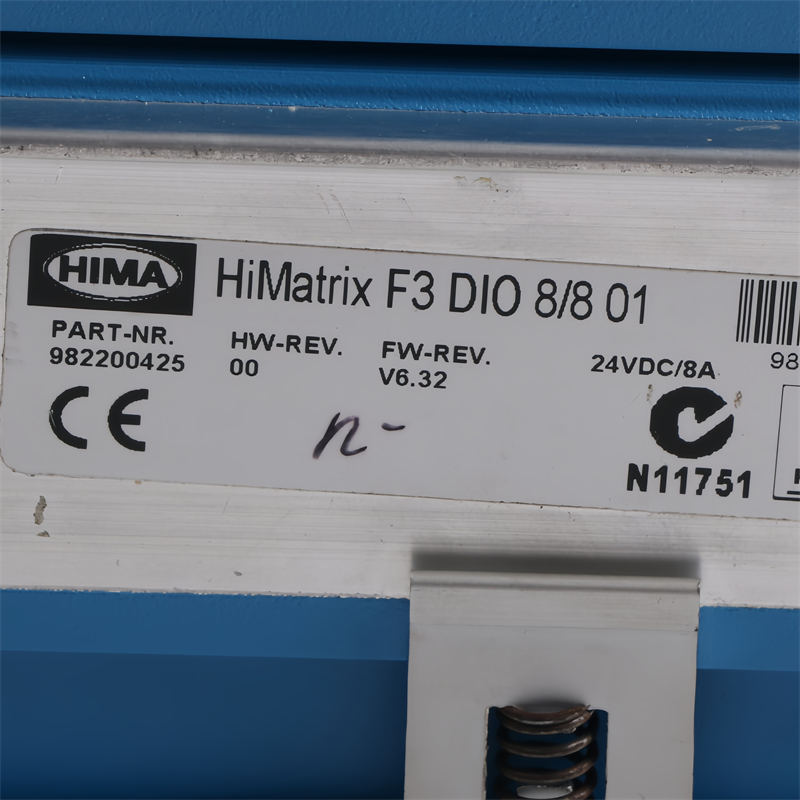 HIMA
HiMatrix F3 DIO 8/8 01
PART-NR.
982200425
HW-REV.
00
FW-REV.
V6.32
24VDC/8A
98
CE
N11751